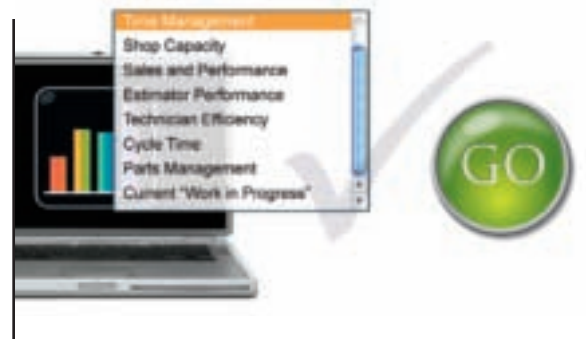 Time Management
Shop Capacity
Sales and Performance
Estimator Performance
Technician Efficiency
Cycle Time
Parts Management
Current "Work in Progress"
GO